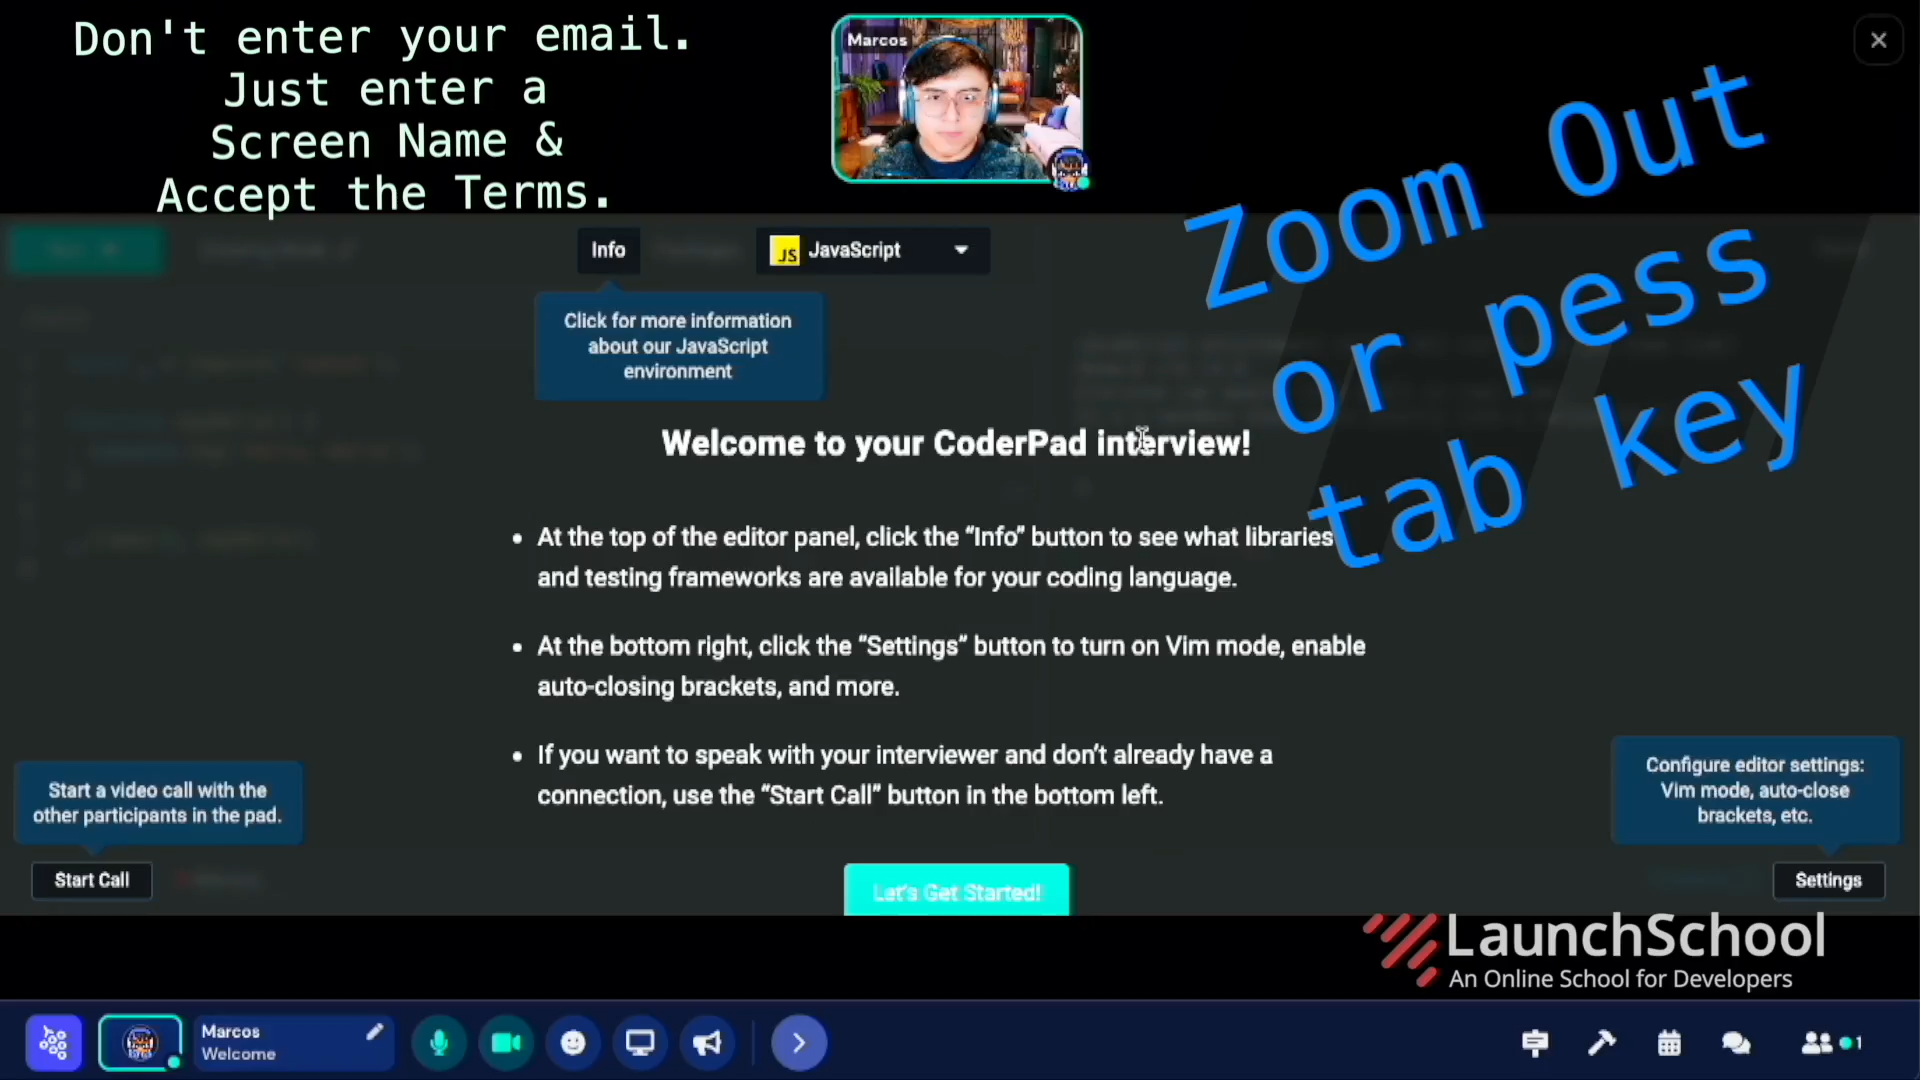 Don't enter your email.
Just enter a
Screen Name &
Accept the Terms.
Marcos
Zoom Out
or pess
tab key
Info
JS JavaScript
Click for more information
about our JavaScript
environment
Welcome to your CoderPad interview!
• At the top of the editor panel, click the “Info” button to see what libraries
and testing frameworks are available for your coding language.
• At the bottom right, click the “Settings” button to turn on Vim mode, enable
auto-closing brackets, and more.
• If you want to speak with your interviewer and don’t already have a
connection, use the “Start Call” button in the bottom left.
Start a video call with the
other participants in the pad.
Configure editor settings:
Vim mode, auto-close
brackets, etc.
Start Call
Let's Get Started!
Settings
LaunchSchool
An Online School for Developers
Marcos
Welcome
1